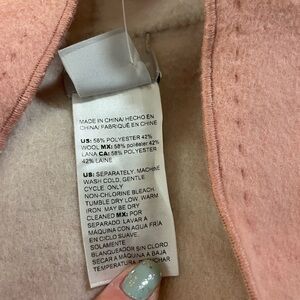 MADE IN CHINA/ HECHO EN
CHINA/ FABRIQUÉ EN CHINE
US: 58% POLYESTER 42%
WOOL MX: 58% poliéster 42%
LANA CA: 58% POLYESTER
42% LAINE
US: SEPARATELY. MACHINE
WASH COLD, GENTLE
CYCLE. ONLY
NON-CHLORINE BLEACH.
TUMBLE DRY LOW. WARM
IRON. MAY BE DRY
CLEANED MX: POR
SEPARADO. LAVAR A
MÁQUINA CON AGUA FRÍA
EN CICLO SUAVE.
SOLAMENTE
BLANQUEADOR SIN CLORO
SECAR A MÁQUINA A BAJA
TEMPERATURA.